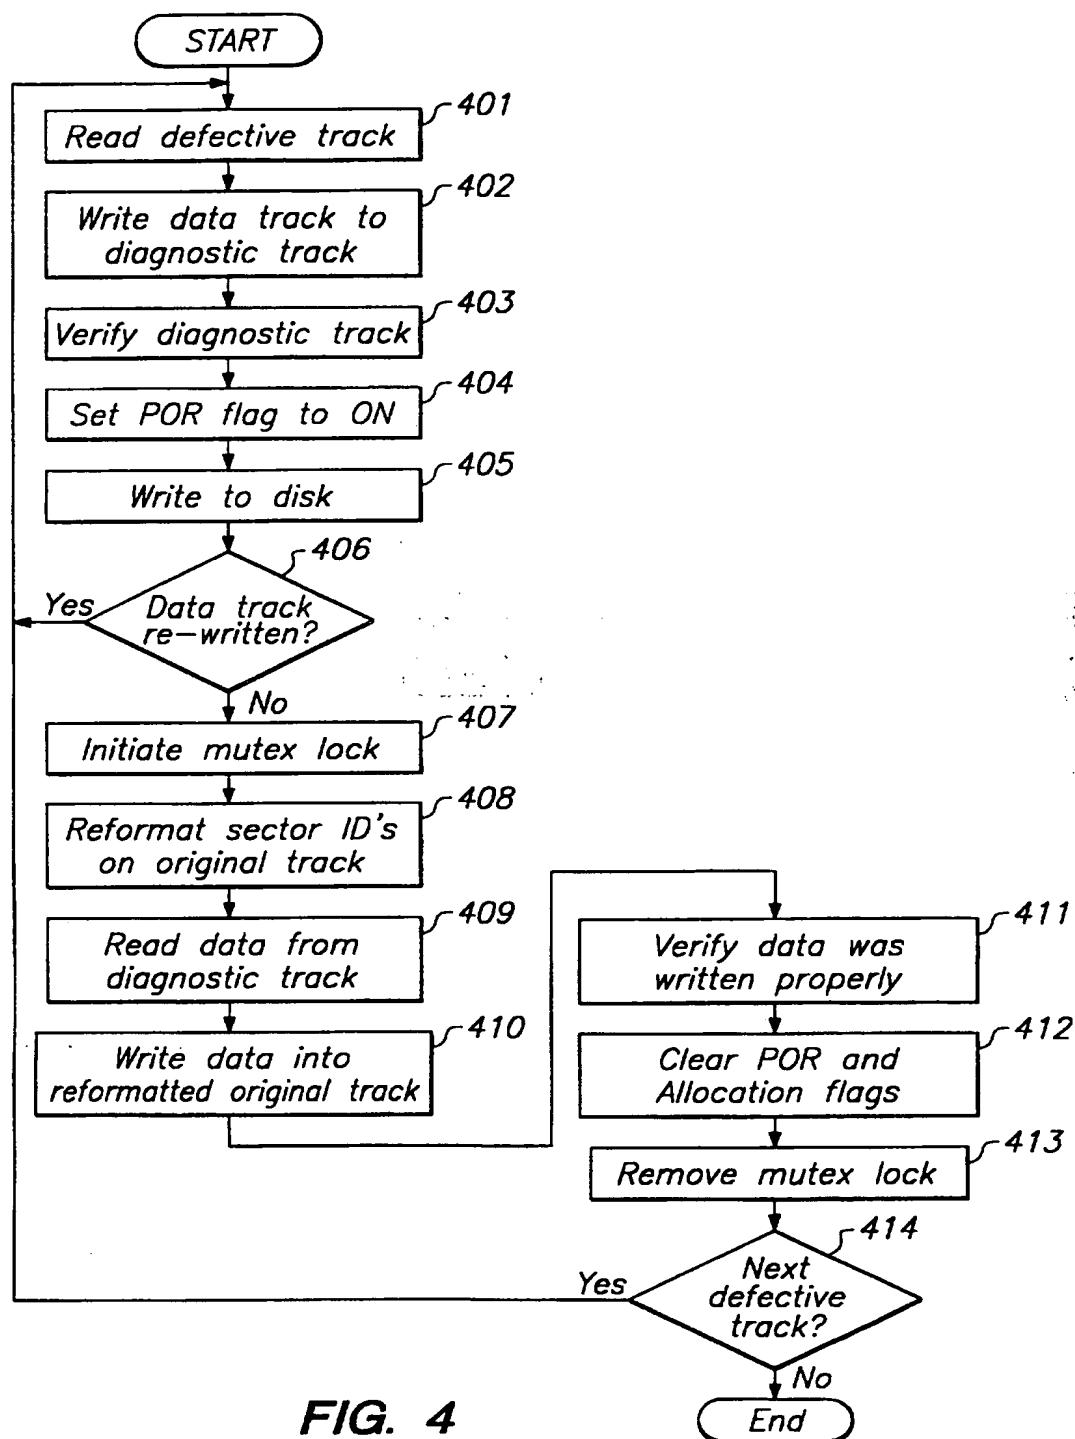 START
401
Read defective track
402
Write data track to
diagnostic track
403
Verify diagnostic track
404
Set POR flag to ON
405
Write to disk
406
Data track
re-written?
Yes
No
407
Initiate mutex lock
408
Reformat sector ID's
on original track
409
Read data from
diagnostic track
410
Write data into
reformatted original track
411
Verify data was
written properly
412
Clear POR and
Allocation flags
413
Remove mutex lock
414
Next
defective
track?
Yes
No
End
FIG. 4